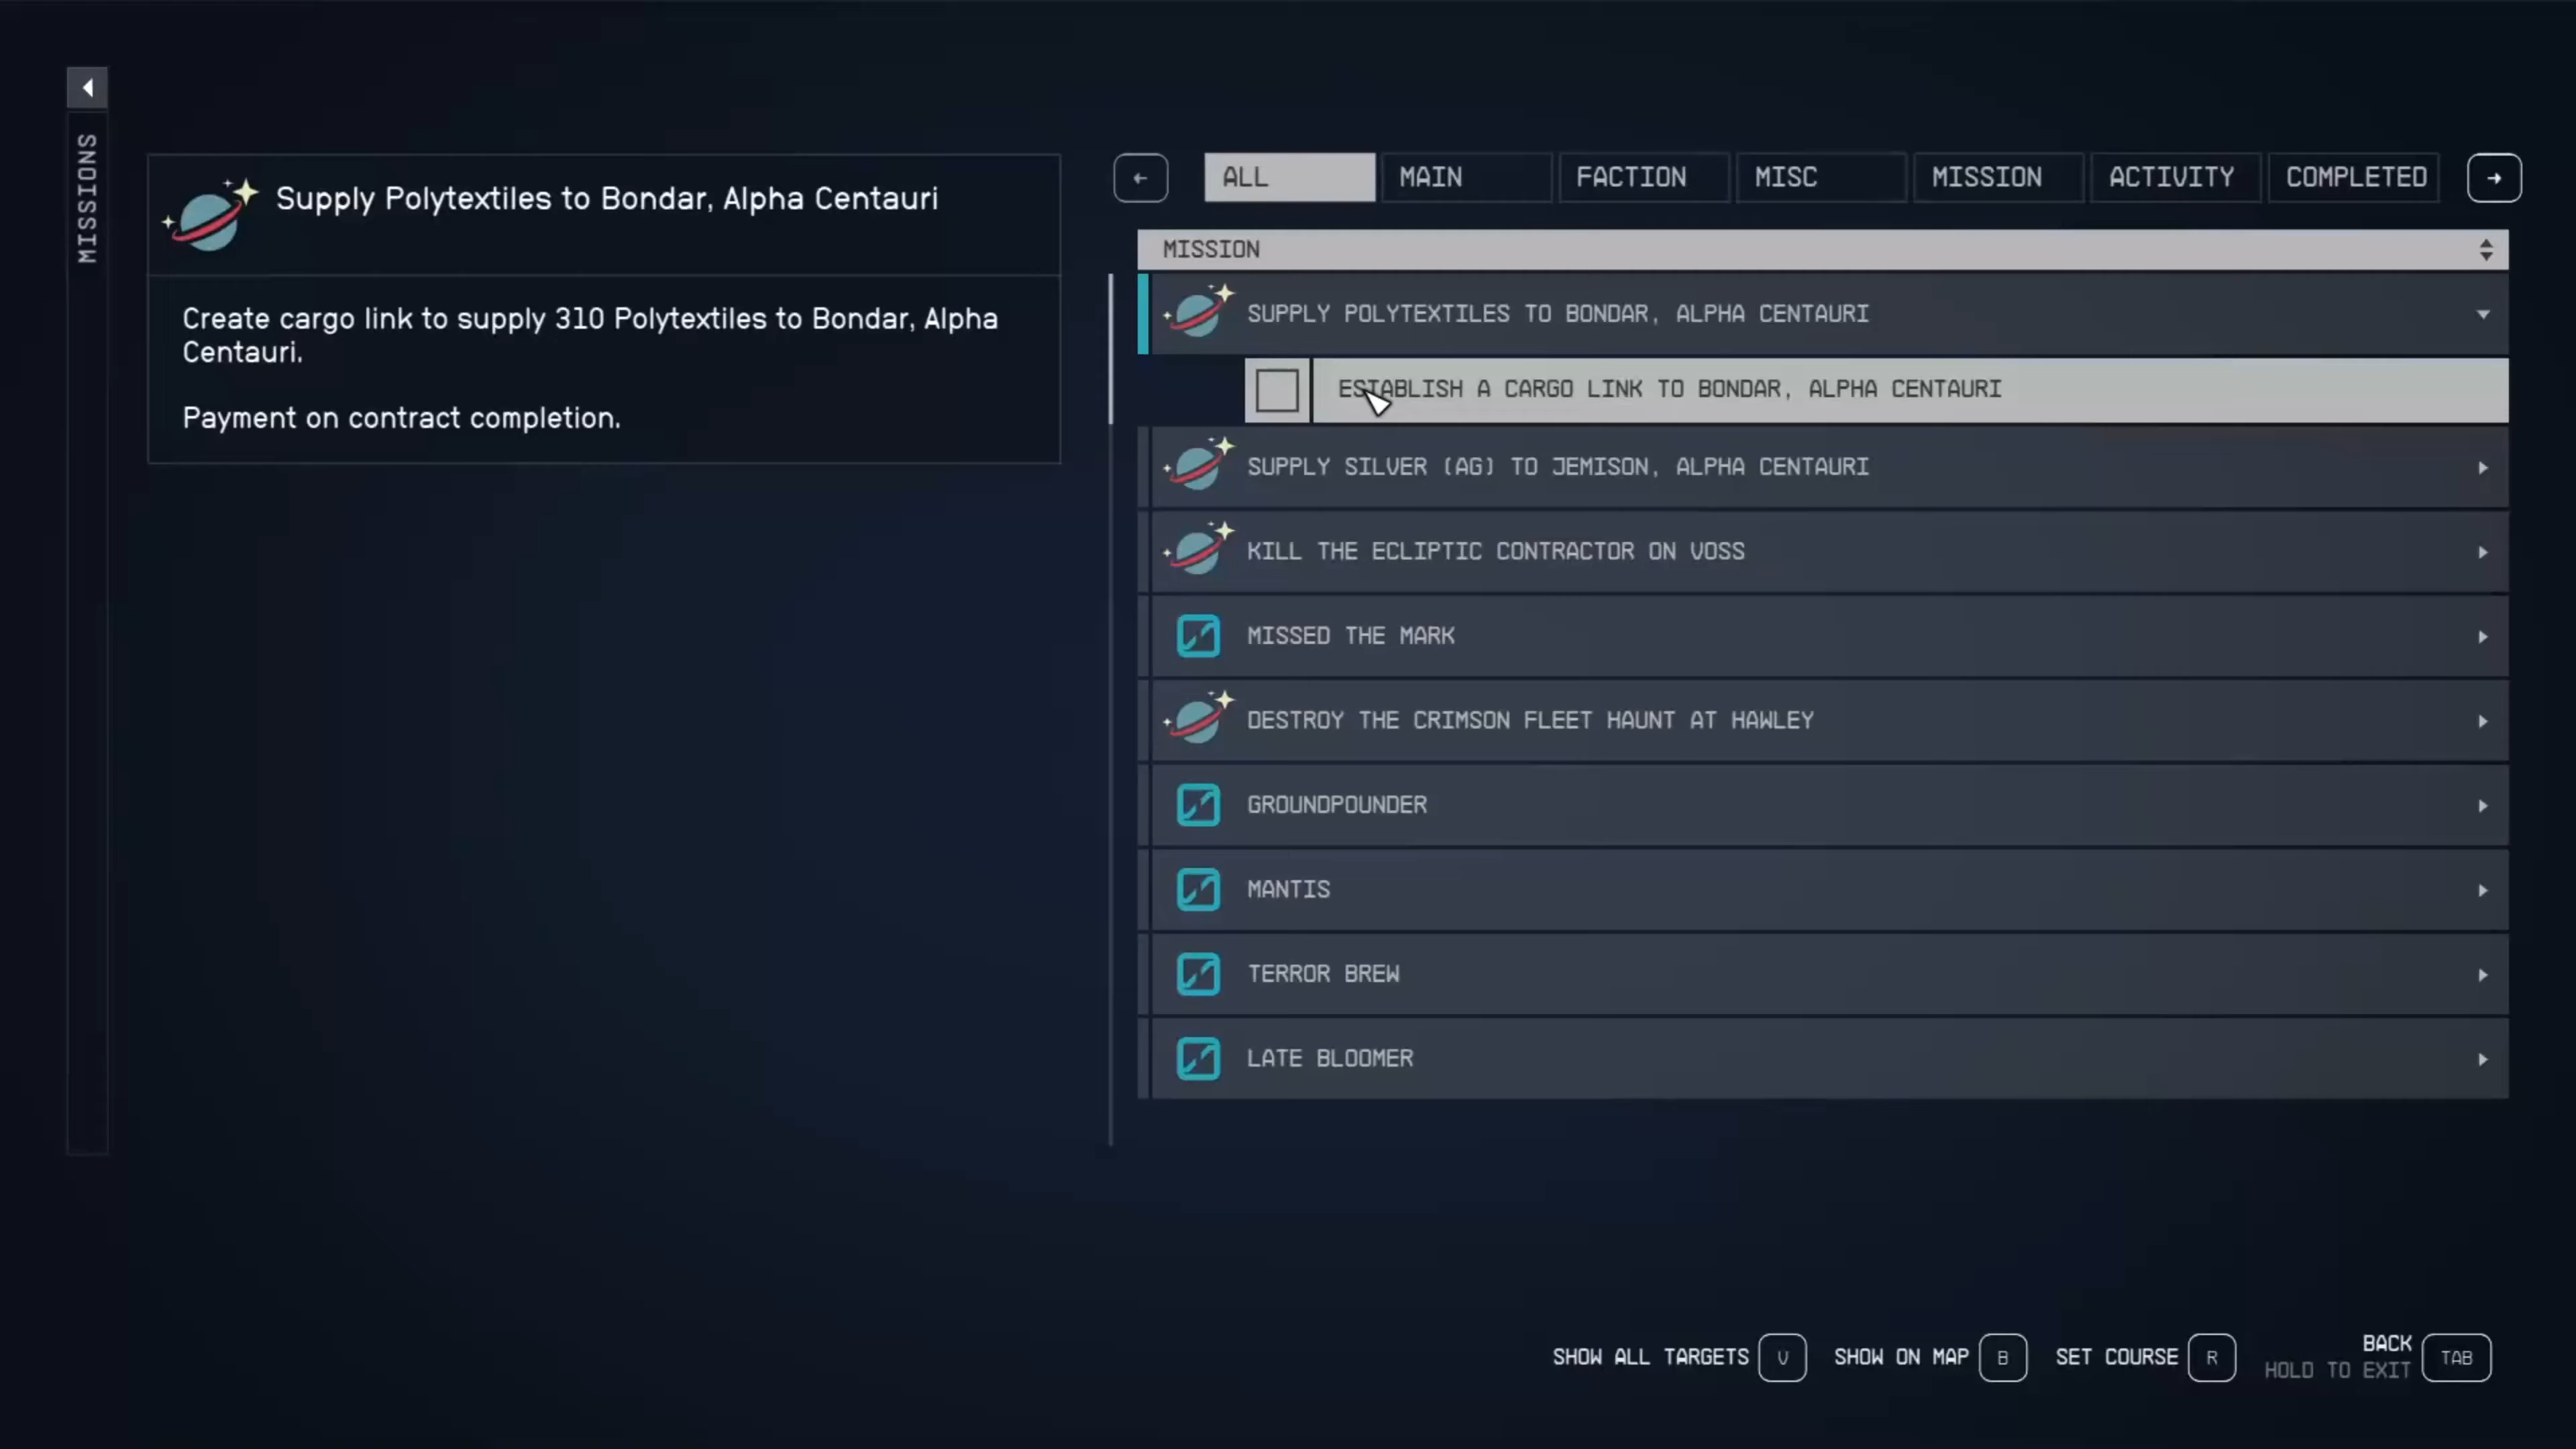 MISSIONS
Supply Polytextiles to Bondar, Alpha Centauri
Create cargo link to supply 310 Polytextiles to Bondar, Alpha
Centauri.
Payment on contract completion.
ALL MAIN FACTION MISC MISSION ACTIVITY COMPLETED
MISSION
SUPPLY POLYTEXTILES TO BONDAR, ALPHA CENTAURI
ESTABLISH A CARGO LINK TO BONDAR, ALPHA CENTAURI
SUPPLY SILVER (AG) TO JEMISON, ALPHA CENTAURI
KILL THE ECLIPTIC CONTRACTOR ON VOSS
MISSED THE MARK
DESTROY THE CRIMSON FLEET HAUNT AT HAWLEY
GROUNDPOUNDER
MANTIS
TERROR BREW
LATE BLOOMER
SHOW ALL TARGETS V SHOW ON MAP B SET COURSE R BACK TAB
HOLD TO EXIT